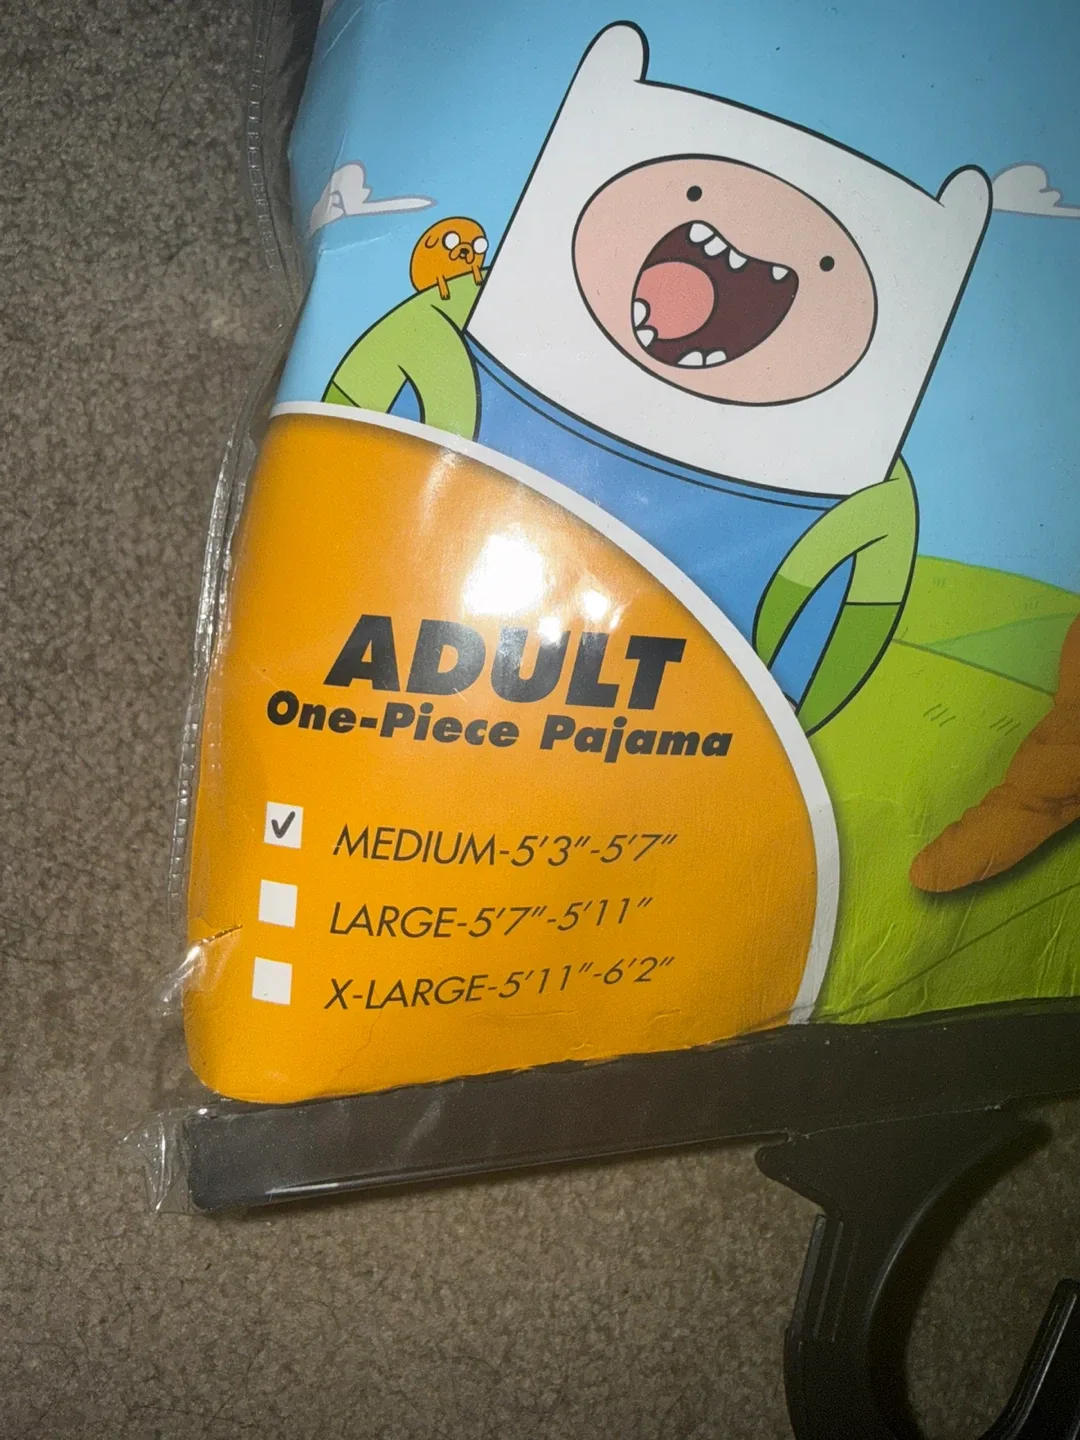 ADULT
One-Piece Pajama
MEDIUM-5'3"-5'7"
LARGE-5'7"-5'11"
X-LARGE-5'11"-6'2"